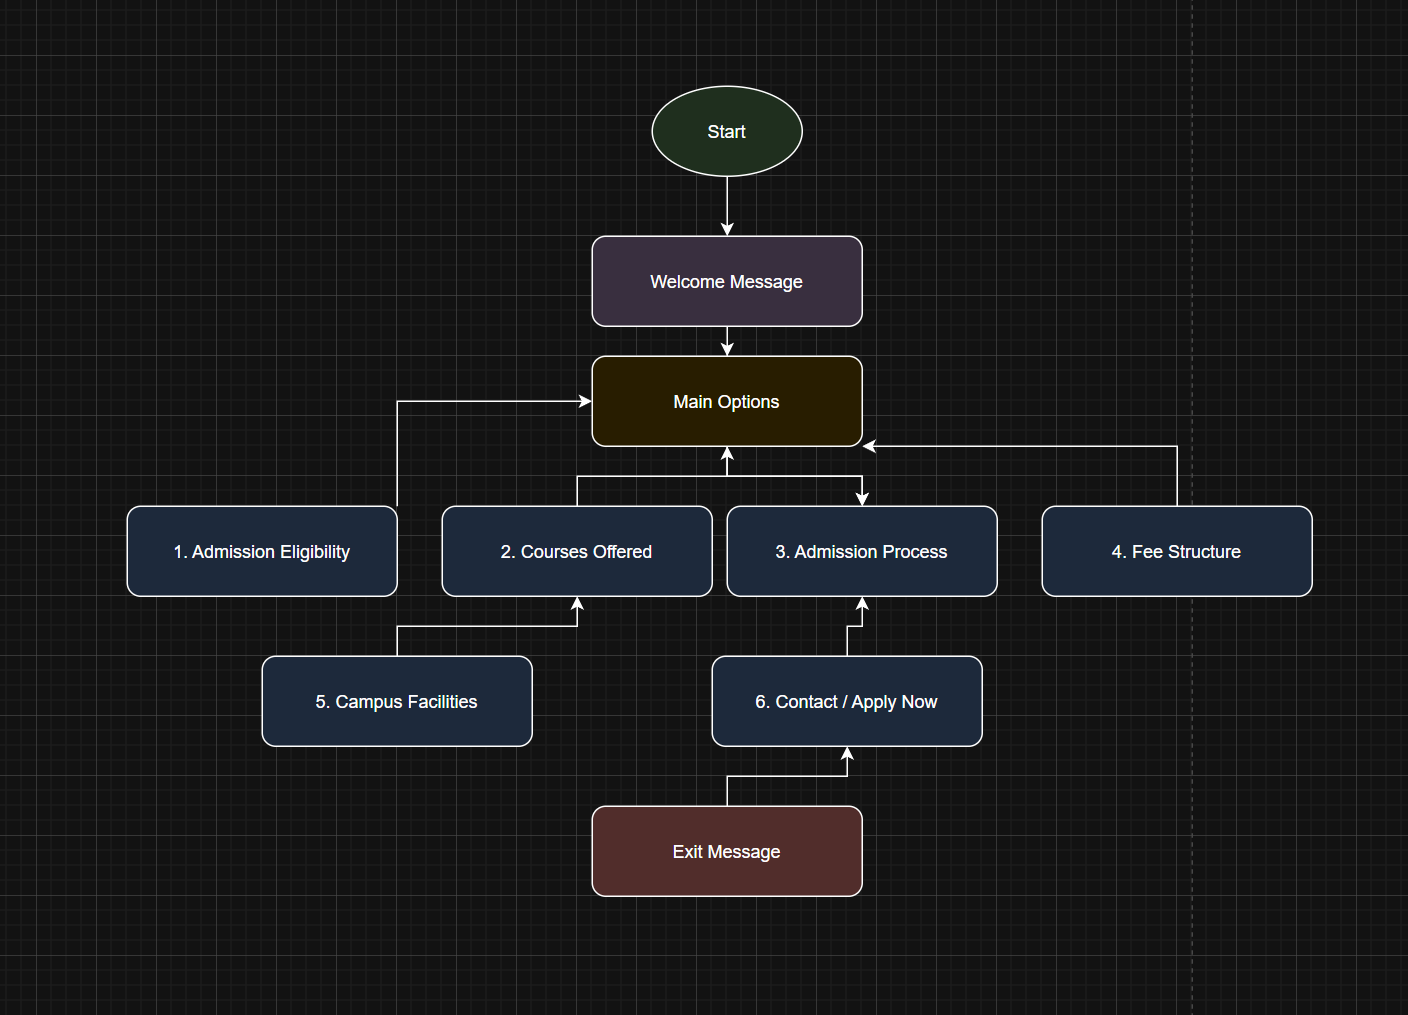 Start
Welcome Message
Main Options
1. Admission Eligibility
2. Courses Offered
3. Admission Process
4. Fee Structure
5. Campus Facilities
6. Contact / Apply Now
Exit Message